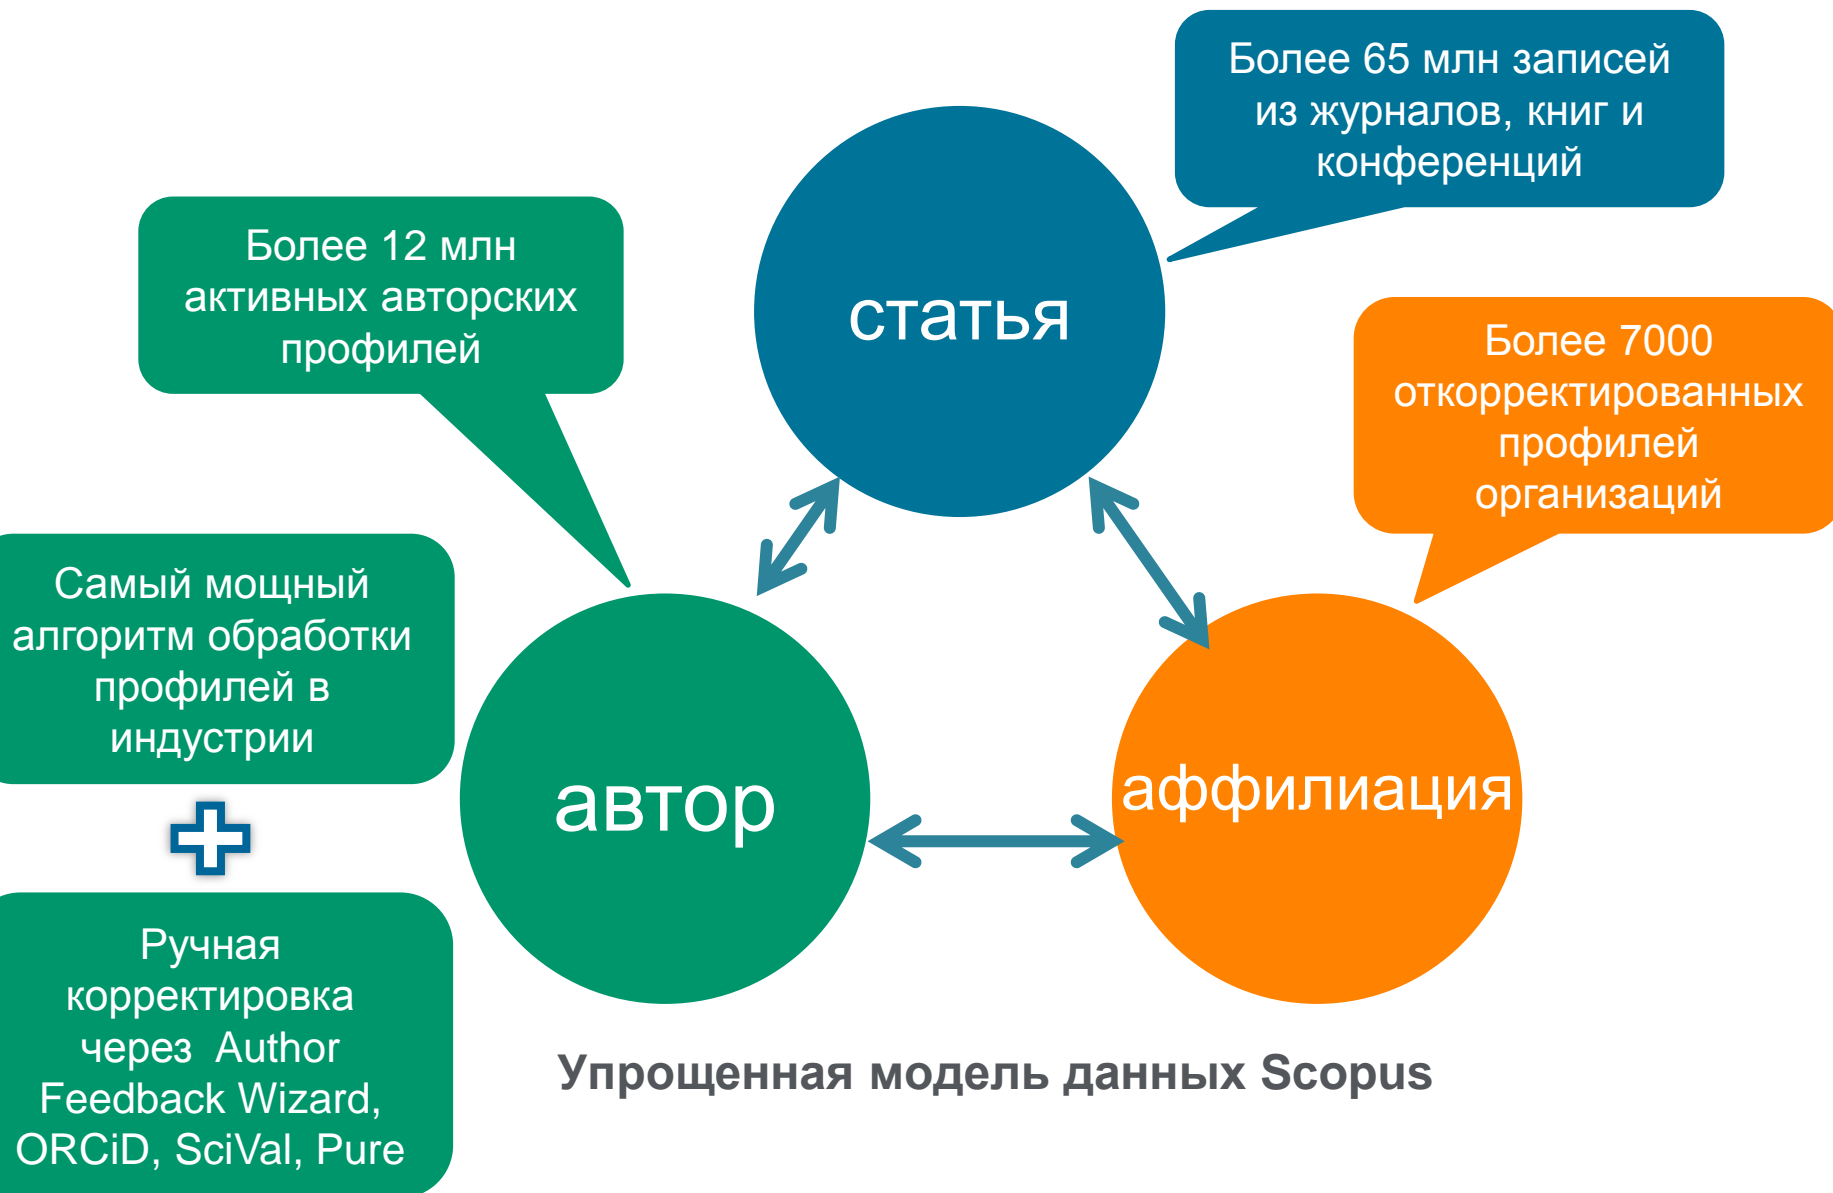 Более 65 млн записей
из журналов, книг и
конференций
Более 12 млн
активных авторских
профилей
статья
Более 7000
откорректированных
профилей
организаций
Самый мощный
алгоритм обработки
профилей в
индустрии
автор
аффилиация
Ручная
корректировка
через  Author
Feedback Wizard,
ORCiD, SciVal, Pure
Упрощенная модель данных Scopus